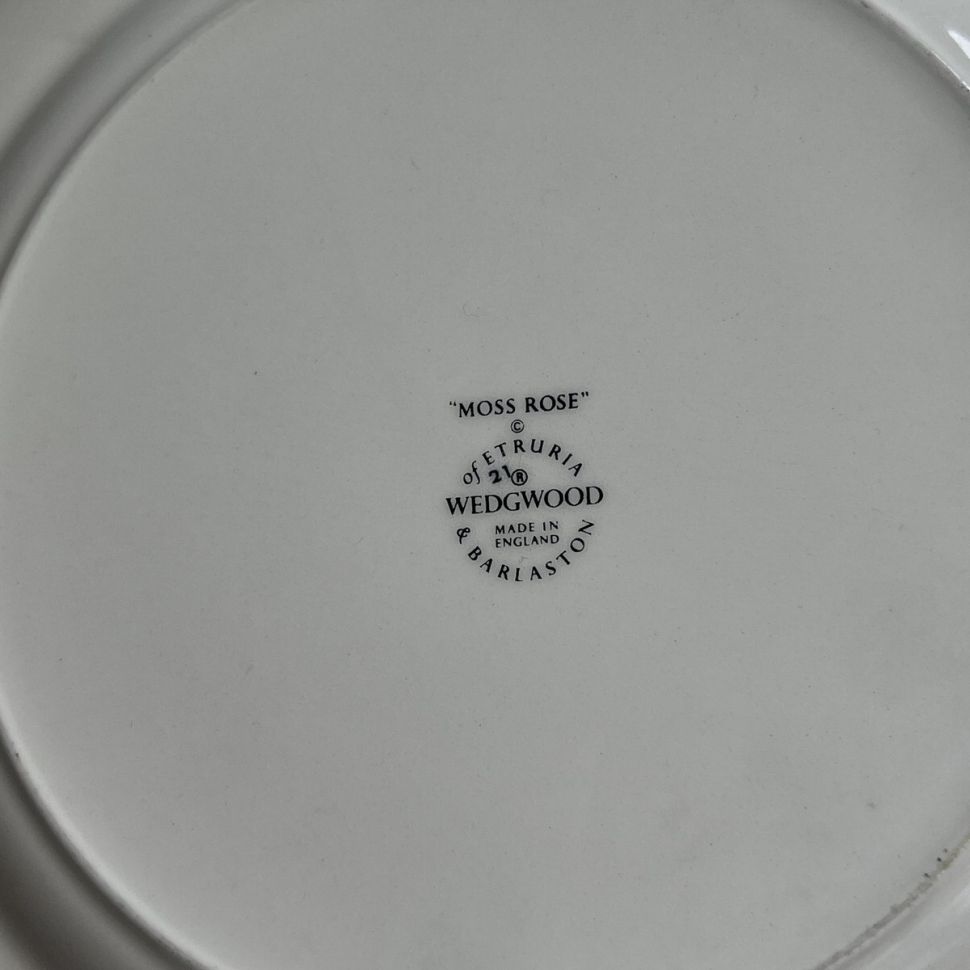 "MOSS ROSE"
©
of ETRURIA
21 ®
WEDGWOOD
MADE IN
ENGLAND
& BARLASTON